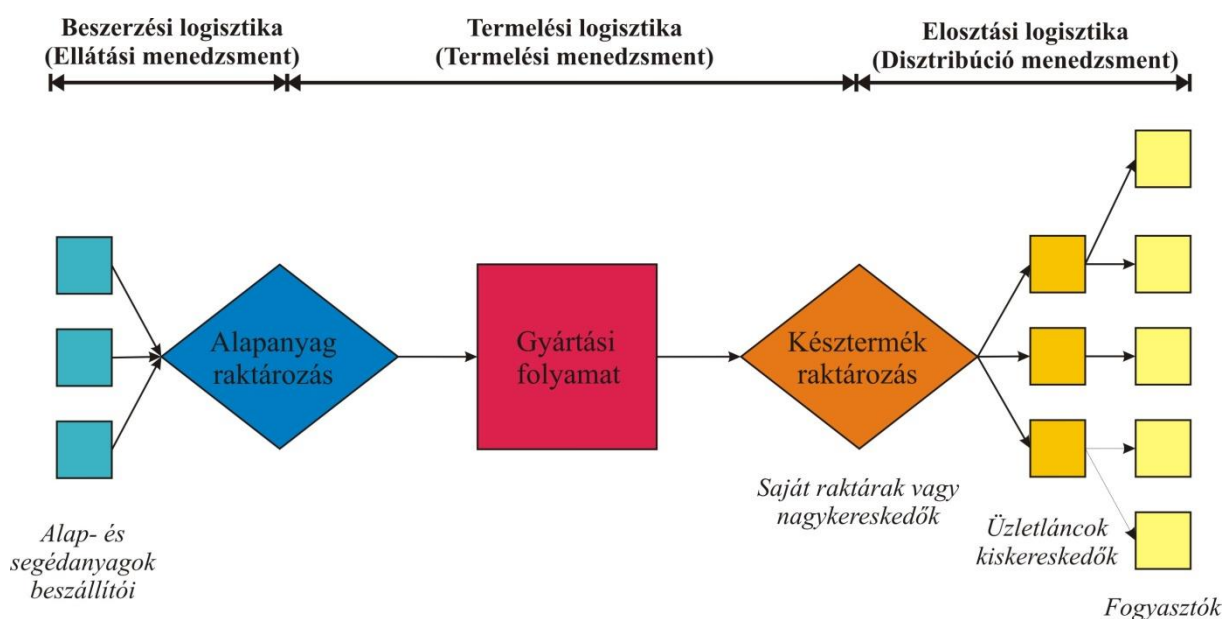 Beszerzési logisztika
(Ellátási menedzsment)
Termelési logisztika
(Termelési menedzsment)
Elosztási logisztika
(Disztribúció menedzsment)
Alapanyag
raktározás
Gyártási
folyamat
Késztermék
raktározás
Alap- és
segédanyagok
beszállítói
Saját raktárak vagy
nagykereskedők
Üzletláncok
kiskereskedők
Fogyasztók